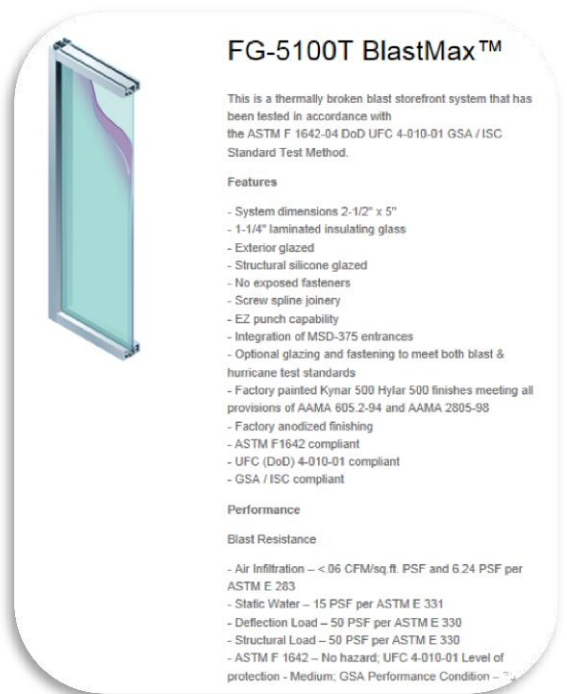 FG-5100T BlastMax™
This is a thermally broken blast storefront system that has
been tested in accordance with
the ASTM F 1642-04 DoD UFC 4-010-01 GSA / ISC
Standard Test Method.
Features
- System dimensions 2-1/2" x 5"
- 1-1/4" laminated insulating glass
- Exterior glazed
- Structural silicone glazed
- No exposed fasteners
- Screw spline joinery
- EZ punch capability
- Integration of MSD-375 entrances
- Optional glazing and fastening to meet both blast &
hurricane test standards
- Factory painted Kynar 500 Hylar 500 finishes meeting all
provisions of AAMA 605.2-94 and AAMA 2805-98
- Factory anodized finishing
- ASTM F1642 compliant
- UFC (DoD) 4-010-01 compliant
- GSA / ISC compliant
Performance
Blast Resistance
- Air Infiltration – <.06 CFM/sq.ft. PSF and 6.24 PSF per
ASTM E 283
- Static Water – 15 PSF per ASTM E 331
- Deflection Load – 50 PSF per ASTM E 330
- Structural Load – 50 PSF per ASTM E 330
- ASTM F 1642 – No hazard; UFC 4-010-01 Level of
protection - Medium; GSA Performance Condition –